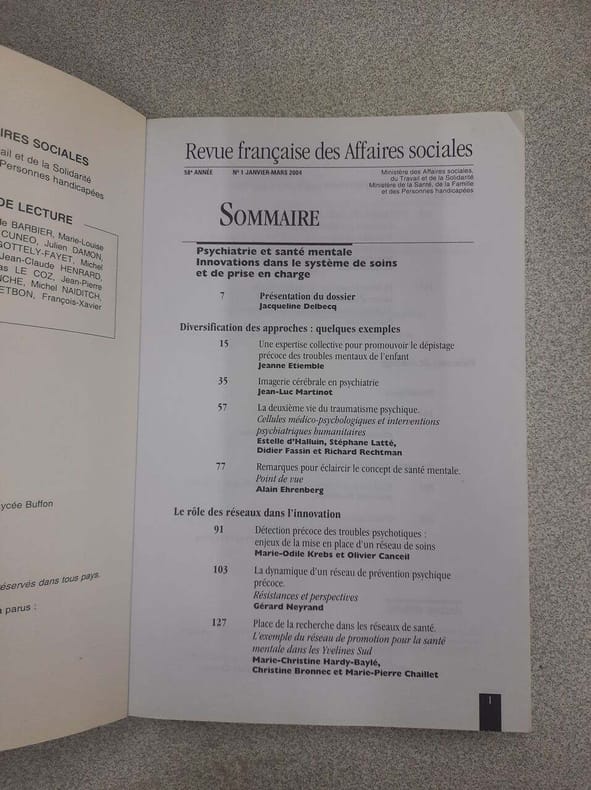 AIRES SOCIALES
ail et de la Solidarité
Personnes handicapées
DE LECTURE
de BARBIER, Marie-Louise
CUNEO, Julien DAMON,
GOTTELY-FAYET, Michel
Jean-Claude HENRARD,
as LE COZ, Jean-Pierre
NCHE, Michel NAIDITCH,
ETBON, François-Xavier
ycée Buffon
réservés dans tous pays.
à parus :
Revue française des Affaires sociales
58e ANNÉE N° 1 JANVIER-MARS 2004
Ministère des Affaires sociales,
du Travail et de la Solidarité
Ministère de la Santé, de la Famille
et des Personnes handicapées
SOMMAIRE
Psychiatrie et santé mentale
Innovations dans le système de soins
et de prise en charge
7 Présentation du dossier
Jacqueline Delbecq
Diversification des approches : quelques exemples
15 Une expertise collective pour promouvoir le dépistage
précoce des troubles mentaux de l'enfant
Jeanne Etiemble
35 Imagerie cérébrale en psychiatrie
Jean-Luc Martinot
57 La deuxième vie du traumatisme psychique.
Cellules médico-psychologiques et interventions
psychiatriques humanitaires
Estelle d'Halluin, Stéphane Latté,
Didier Fassin et Richard Rechtman
77 Remarques pour éclaircir le concept de santé mentale.
Point de vue
Alain Ehrenberg
Le rôle des réseaux dans l'innovation
91 Détection précoce des troubles psychotiques :
enjeux de la mise en place d'un réseau de soins
Marie-Odile Krebs et Olivier Canceil
103 La dynamique d'un réseau de prévention psychique
précoce.
Résistances et perspectives
Gérard Neyrand
127 Place de la recherche dans les réseaux de santé.
L'exemple du réseau de promotion pour la santé
mentale dans les Yvelines Sud
Marie-Christine Hardy-Baylé,
Christine Bronnec et Marie-Pierre Chaillet
1